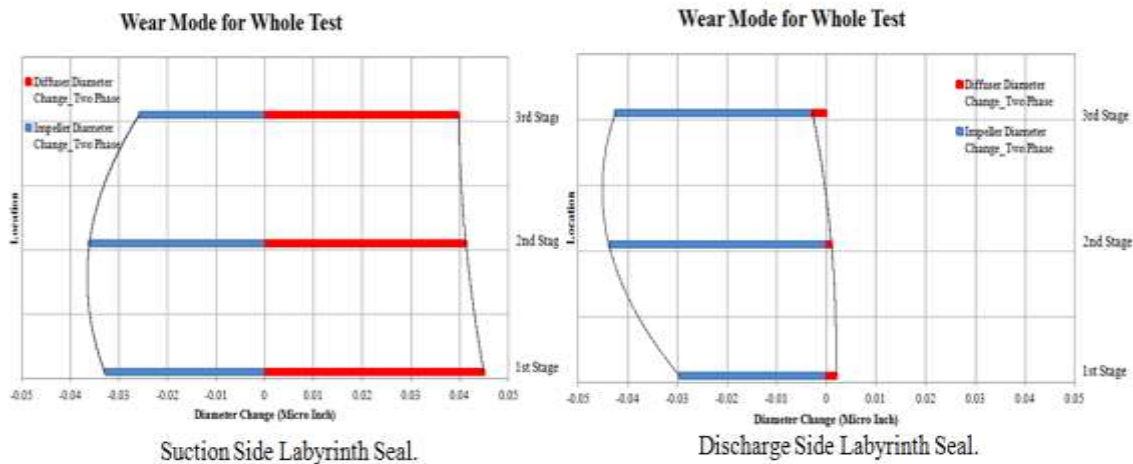 Wear Mode for Whole Test
Diffuser Diameter
Change_Two Phase
Impeller Diameter
Change_Two Phase
Location
3rd Stage
2nd Stag
1st Stage
-0.05 -0.04 -0.03 -0.02 -0.01 0 0.01 0.02 0.03 0.04 0.05
Diameter Change (Micro Inch)
Suction Side Labyrinth Seal.
Wear Mode for Whole Test
Diffuser Diameter
Change_Two Phase
Impeller Diameter
Change_Two Phase
Location
3rd Stage
2nd Stage
1st Stage
-0.05 -0.04 -0.03 -0.02 -0.01 0 0.01 0.02 0.03 0.04 0.05
Diameter Change (Micro Inch)
Discharge Side Labyrinth Seal.